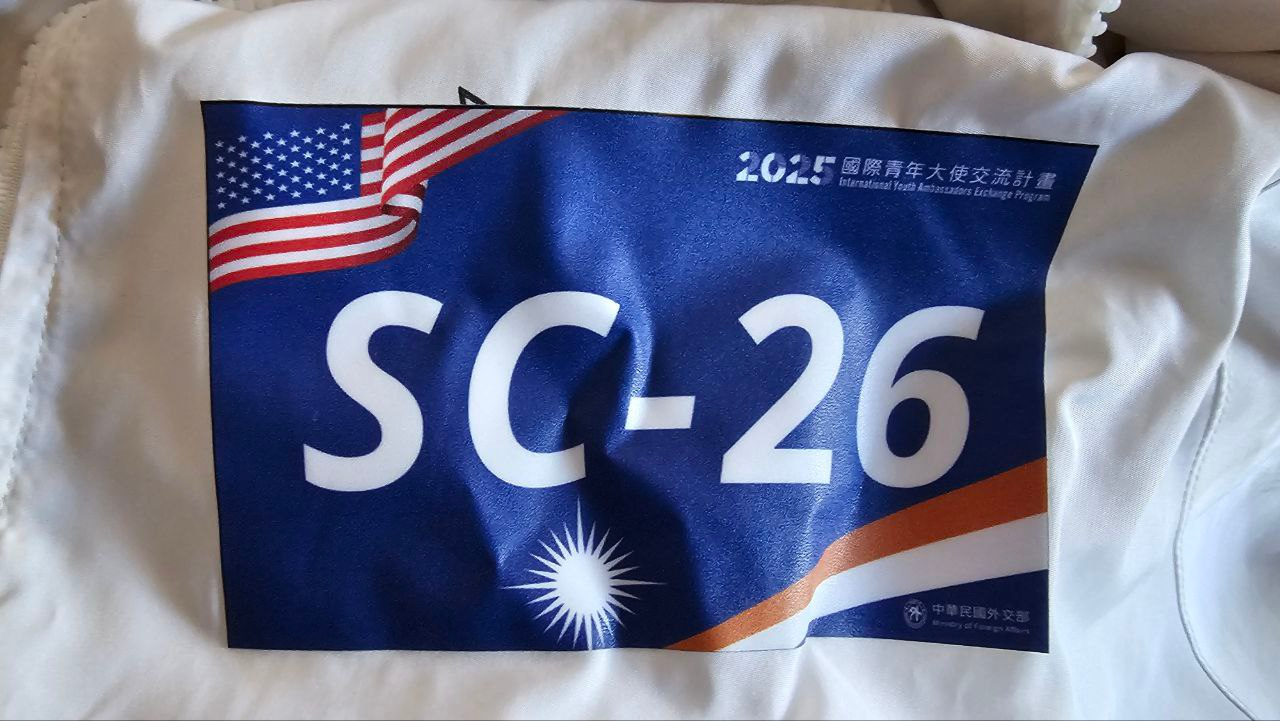 2025 國際青年大使交流計畫
International Youth Ambassadors Exchange Program
SC-26
中華民國外交部
Ministry of Foreign Affairs